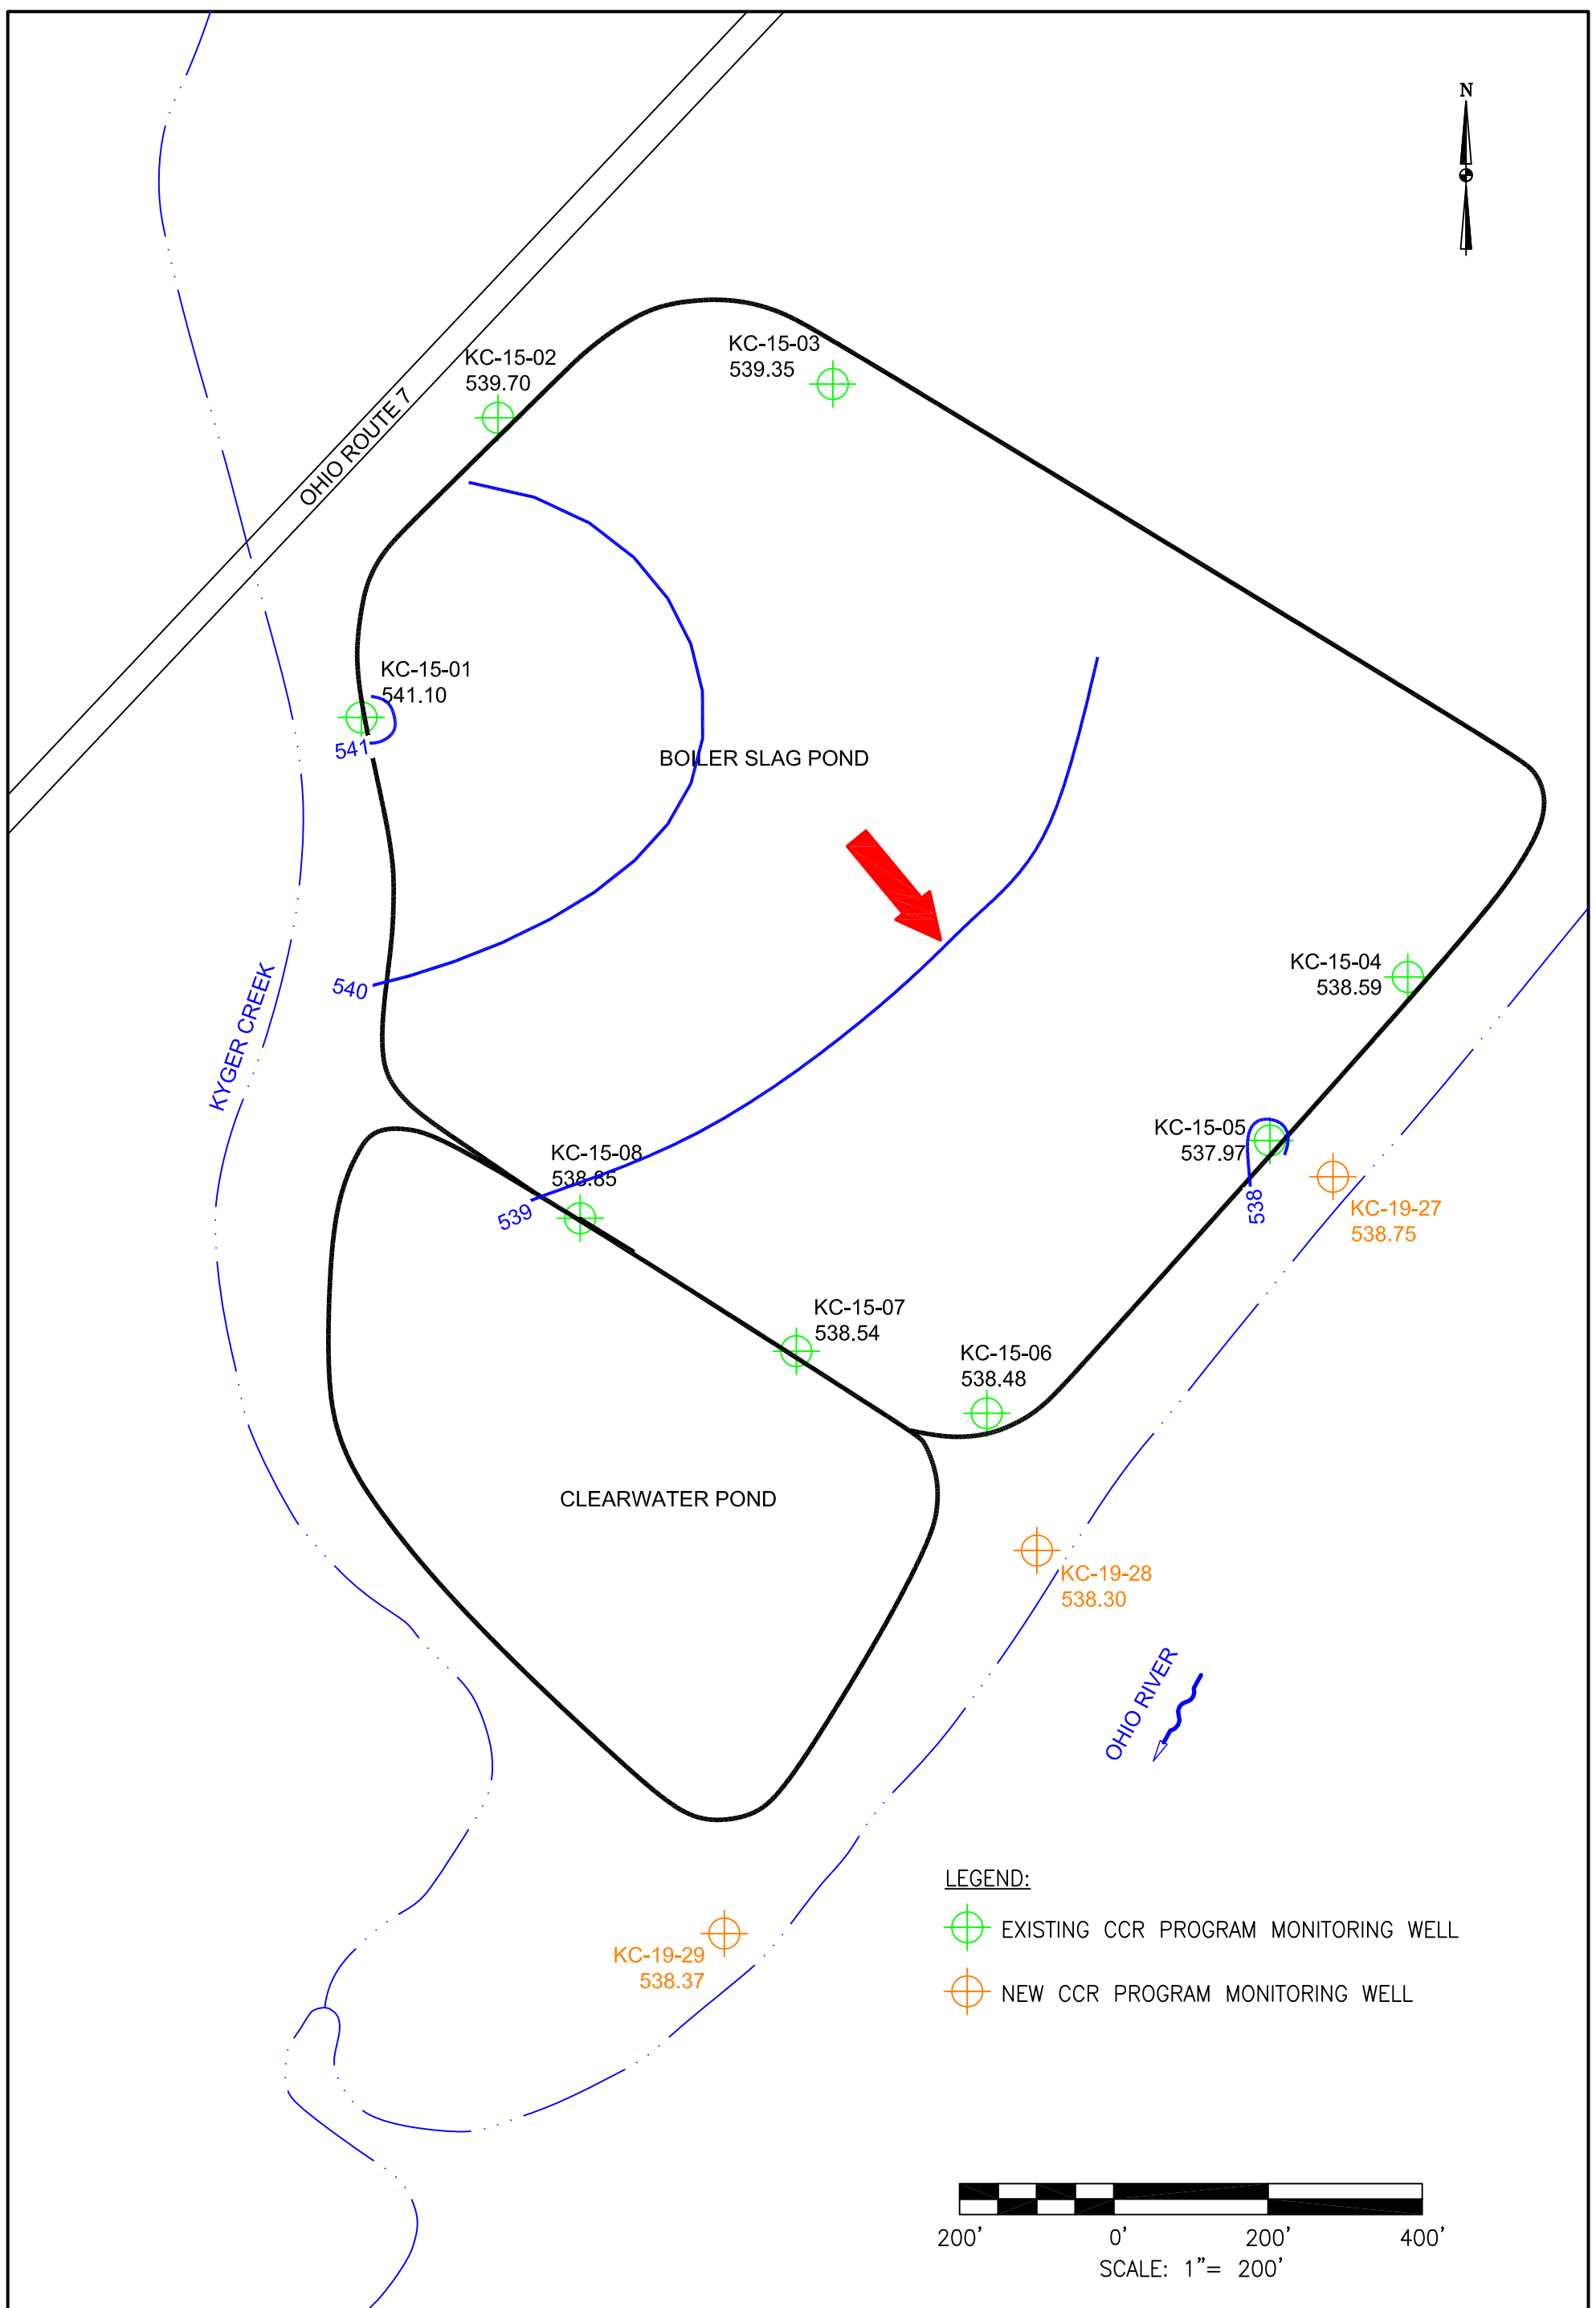 N
KC-15-03
539.35
KC-15-02
539.70
OHIO ROUTE 7
KC-15-01
541.10
541
BOILER SLAG POND
KC-15-04
538.59
540
KYGER CREEK
KC-15-05
537.97
KC-15-08
538.85
539
538
KC-19-27
538.75
KC-15-07
538.54
KC-15-06
538.48
CLEARWATER POND
KC-19-28
538.30
OHIO RIVER
LEGEND:
EXISTING CCR PROGRAM MONITORING WELL
KC-19-29
538.37
NEW CCR PROGRAM MONITORING WELL
200' 0' 200' 400'
SCALE: 1"= 200'